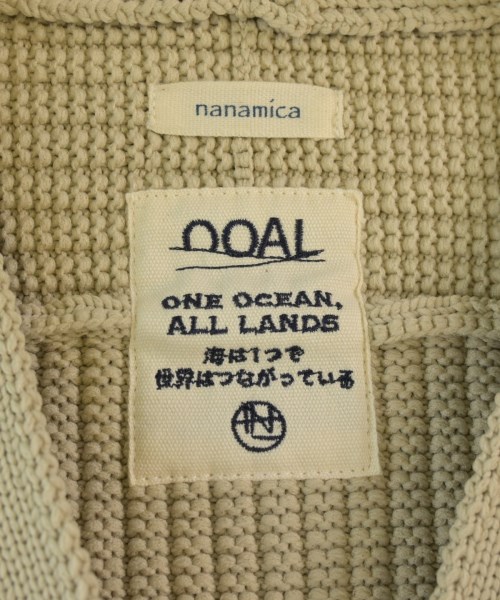 nanamica
OOAL
ONE OCEAN,
ALL LANDS
海は1つで
世界はつながっている